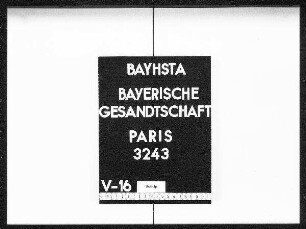 BAYHSTA
BAYERISCHE
GESANDTSCHAFT
PARIS
3243
V-16